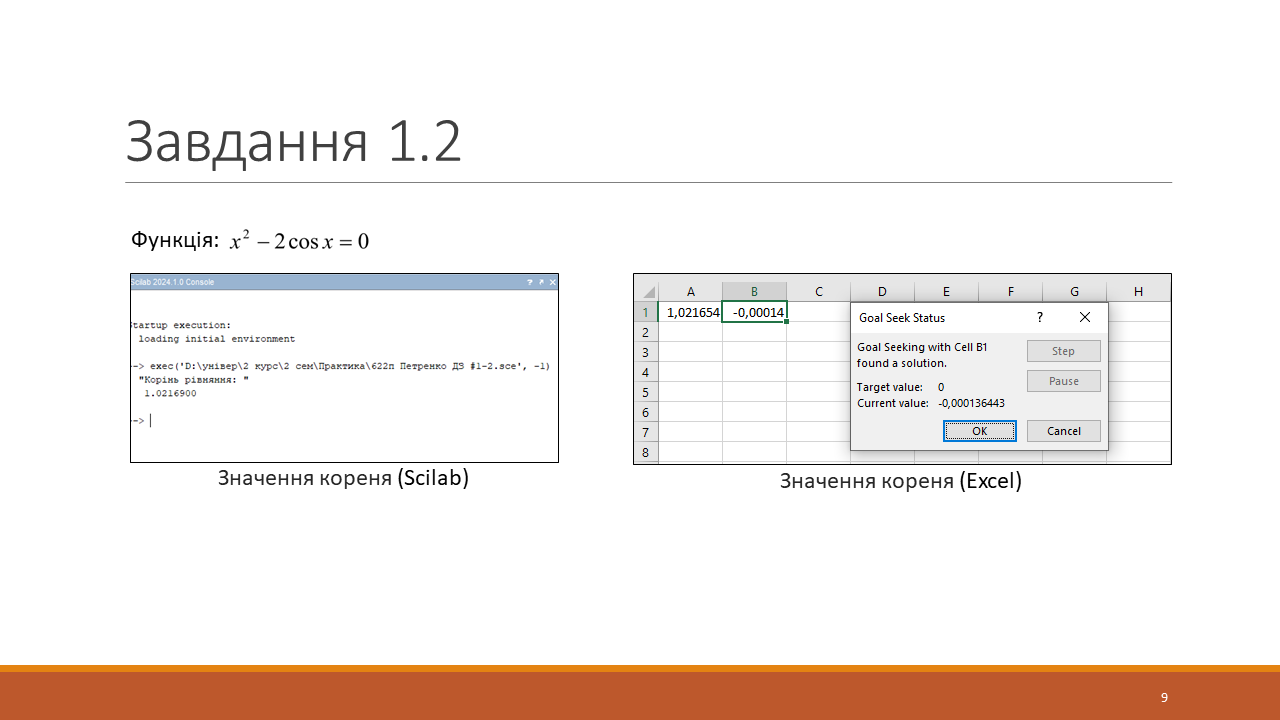 Завдання 1.2
Функція: x² − 2cos x = 0
Scilab 2024.1.0 Console
Startup execution:
loading initial environment
--> exec('D:\універ\2 курс\2 сем\Практика\622п Петренко ДЗ #1-2.sce', -1)
"Корінь рівняння: "
1.0216900
-->
Значення кореня (Scilab)
A B C D E F G H
1 1,021654 -0,00014
2
3
4
5
6
7
8
Goal Seek Status ?
Goal Seeking with Cell B1
found a solution.
Step
Pause
Target value: 0
Current value: -0,000136443
OK Cancel
Значення кореня (Excel)
9